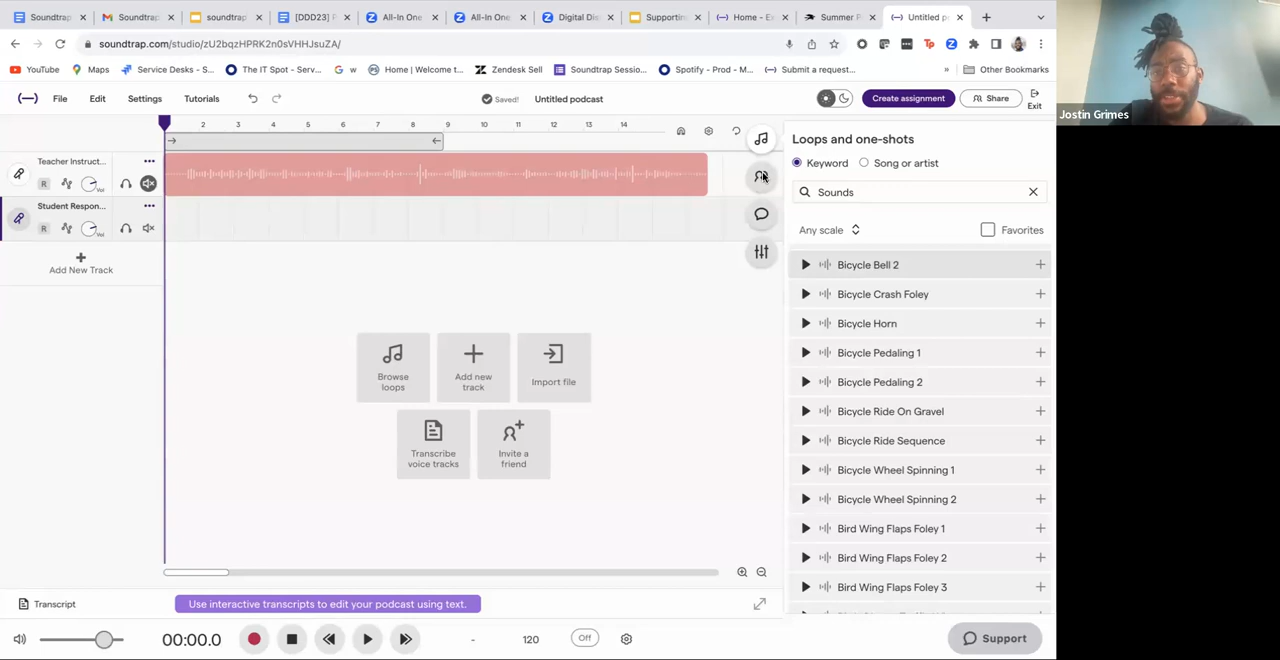 Soundtrap
Gmail
Soundtrap
soundtrap
[DDD23] P
All-In One
All-In One
Digital Dis
Supportin
Home - E
Summer P
Untitled p
soundtrap.com/studio/zU2bqzHPRK2n0sVHHJsuZA/
YouTube
Maps
Service Desks - S...
The IT Spot - Serv...
w
Home | Welcome t...
Zendesk Sell
Soundtrap Sessio...
Spotify - Prod - M...
Submit a request...
»
Other Bookmarks
File
Edit
Settings
Tutorials
Saved!
Untitled podcast
Create assignment
Share
Exit
Jostin Grimes
2 3 4 5 6 7 8 9 10 11 12 13 14
Teacher Instruct...
R
Vol
Student Respon...
R
Vol
Add New Track
Browse loops
Add new track
Import file
Transcribe voice tracks
Invite a friend
Loops and one-shots
Keyword
Song or artist
Sounds
Any scale
Favorites
Bicycle Bell 2
Bicycle Crash Foley
Bicycle Horn
Bicycle Pedaling 1
Bicycle Pedaling 2
Bicycle Ride On Gravel
Bicycle Ride Sequence
Bicycle Wheel Spinning 1
Bicycle Wheel Spinning 2
Bird Wing Flaps Foley 1
Bird Wing Flaps Foley 2
Bird Wing Flaps Foley 3
Transcript
Use interactive transcripts to edit your podcast using text.
00:00.0
-
120
Off
Support